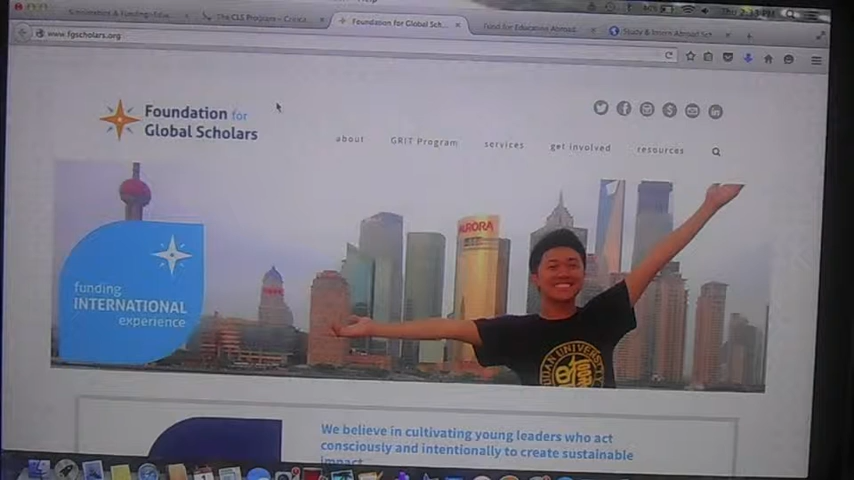 The CLS Program - Creat
Foundation for Global Sch...
Fund for Education Abroad
Study & Intern Abroad Sch
www.fgscholars.org
Foundation for
Global Scholars
about
GRIT Program
services
get involved
resources
AURORA
funding
INTERNATIONAL
experience
We believe in cultivating young leaders who act
consciously and intentionally to create sustainable
impact